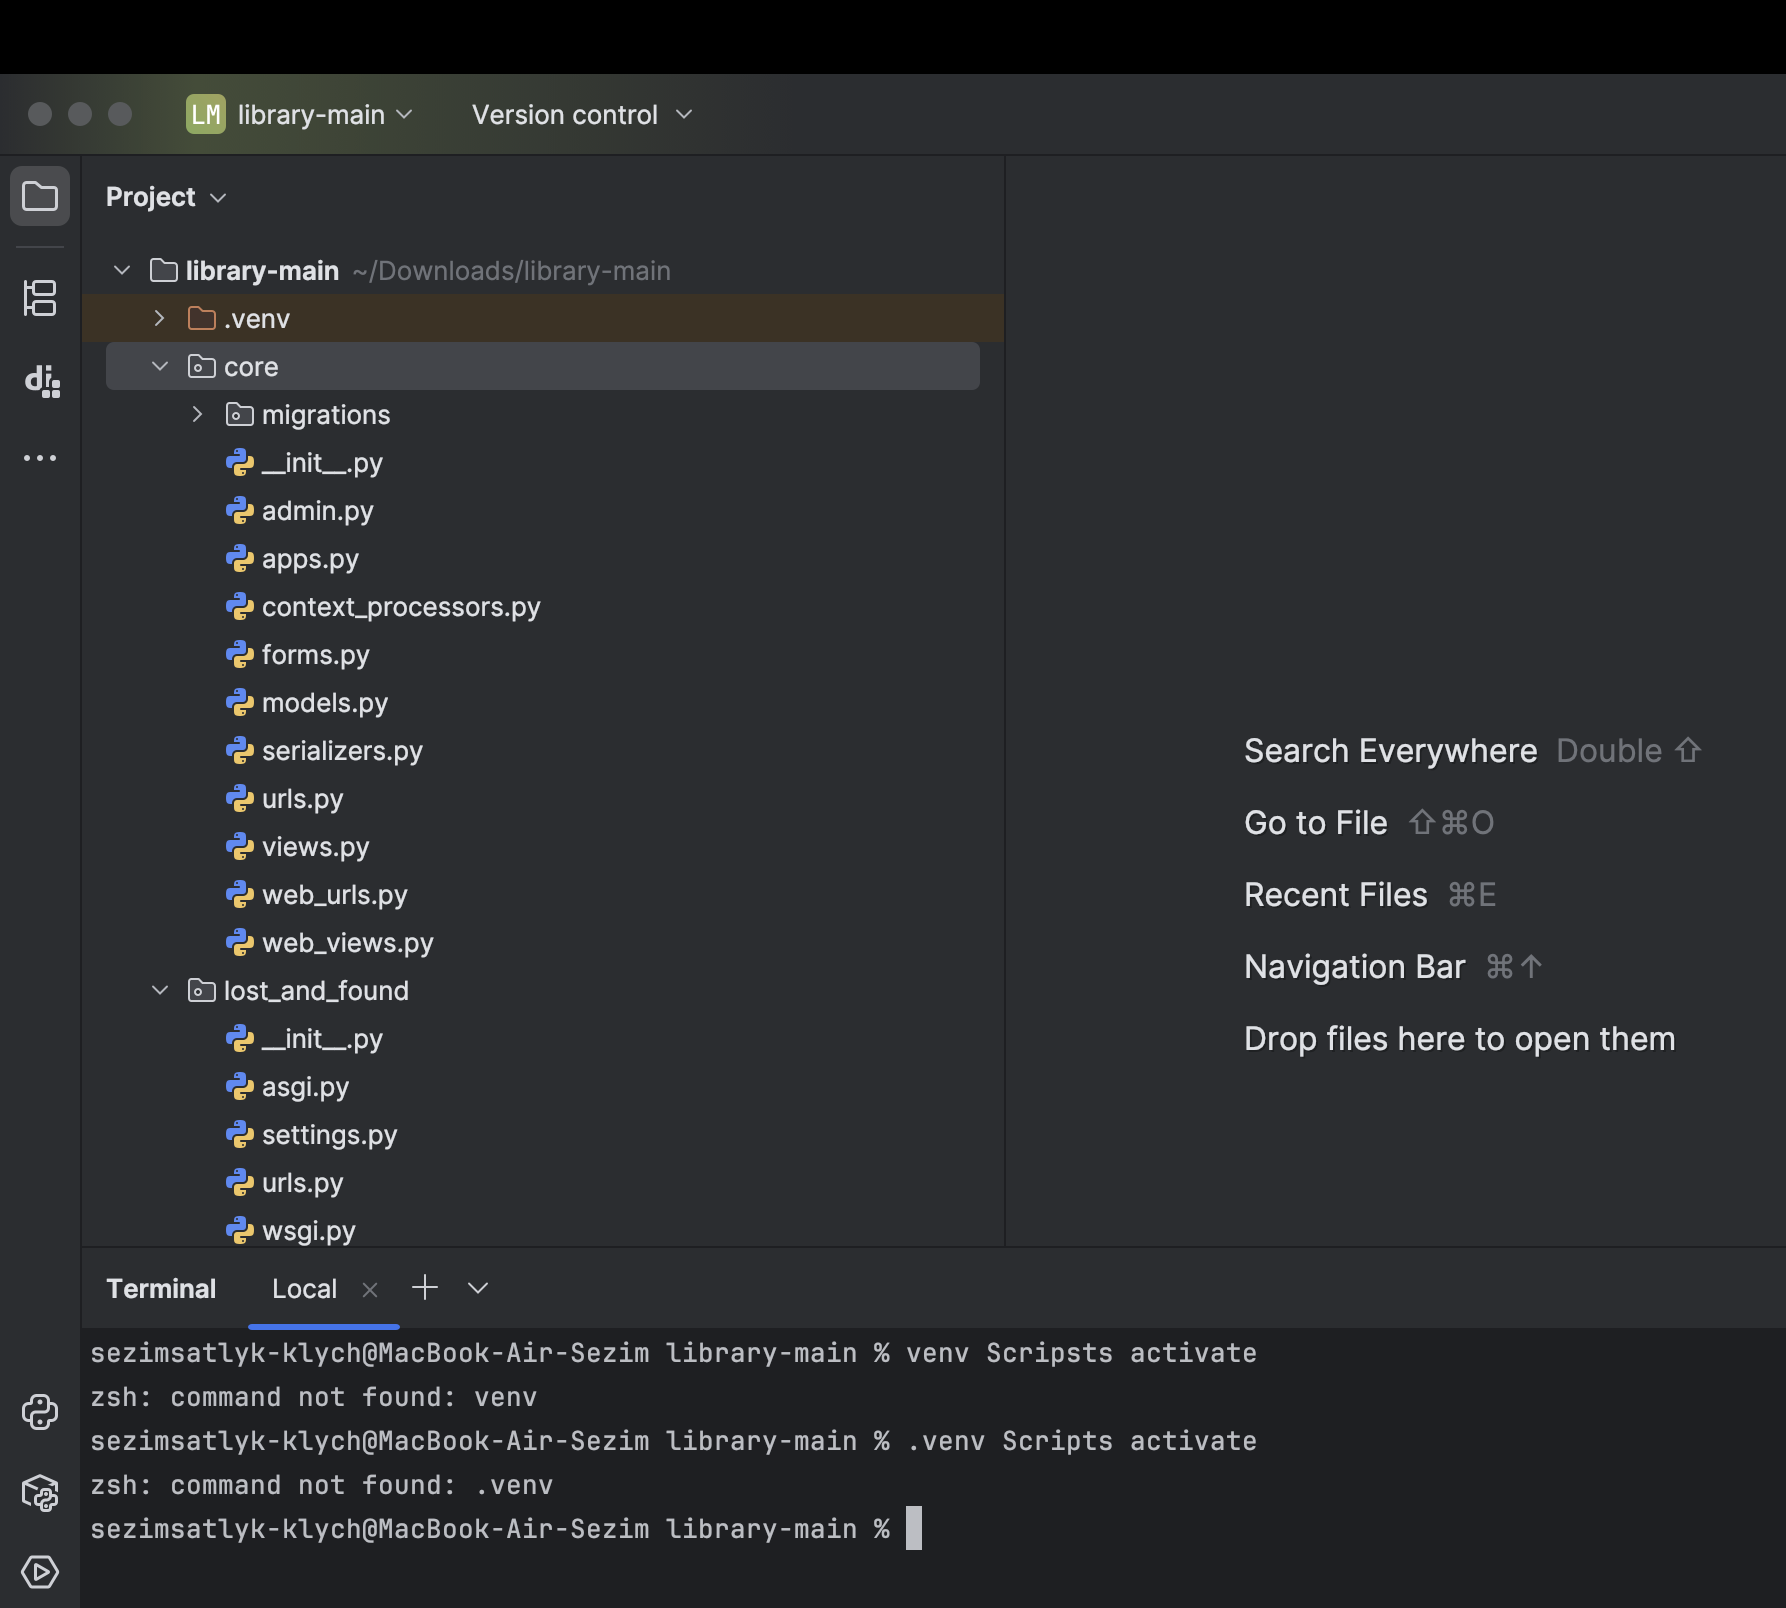 LM library-main Version control
Project
library-main ~/Downloads/library-main
.venv
core
migrations
__init__.py
admin.py
apps.py
context_processors.py
forms.py
models.py
serializers.py
urls.py
views.py
web_urls.py
web_views.py
lost_and_found
__init__.py
asgi.py
settings.py
urls.py
wsgi.py
Search Everywhere Double ⇧
Go to File ⇧⌘O
Recent Files ⌘E
Navigation Bar ⌘↑
Drop files here to open them
Terminal Local
sezimsatlyk-klych@MacBook-Air-Sezim library-main % venv Scripsts activate
zsh: command not found: venv
sezimsatlyk-klych@MacBook-Air-Sezim library-main % .venv Scripts activate
zsh: command not found: .venv
sezimsatlyk-klych@MacBook-Air-Sezim library-main %